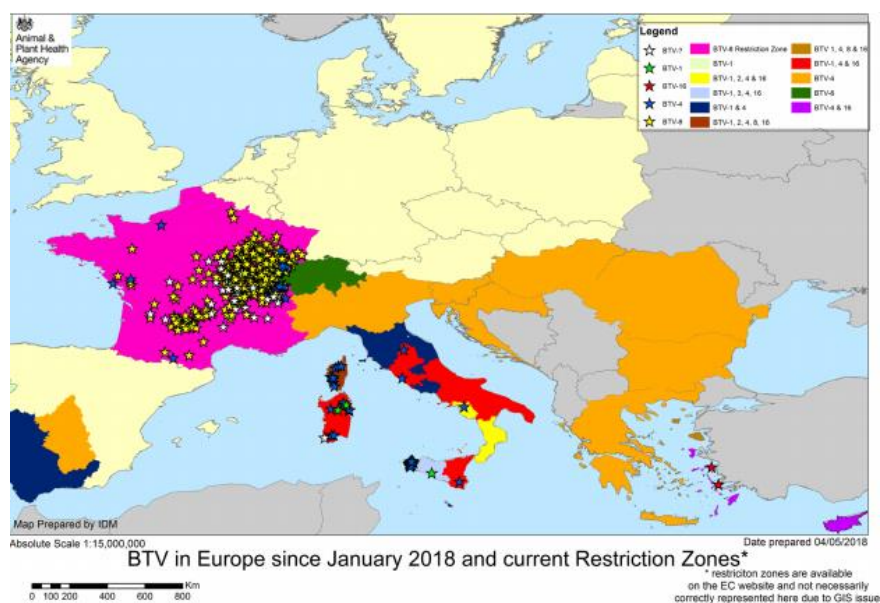 Animal &
Plant Health
Agency
Legend
BTV-?
BTV-1
BTV-16
BTV-4
BTV-8
BTV-8 Restriction Zone
BTV-1
BTV-1, 2, 4 & 16
BTV-1, 3, 4, 16
BTV-1 & 4
BTV-1, 2, 4, 8, 16
BTV 1, 4, 8 & 16
BTV-1, 4 & 16
BTV-4
BTV-8
BTV-4 & 16
Map Prepared by IDM
Absolute Scale 1:15,000,000
Date prepared 04/05/2018
BTV in Europe since January 2018 and current Restriction Zones*
* restriciton zones are available
on the EC website and not necessarily
correctly represented here due to GIS issue
0 100 200 400 600 800 Km